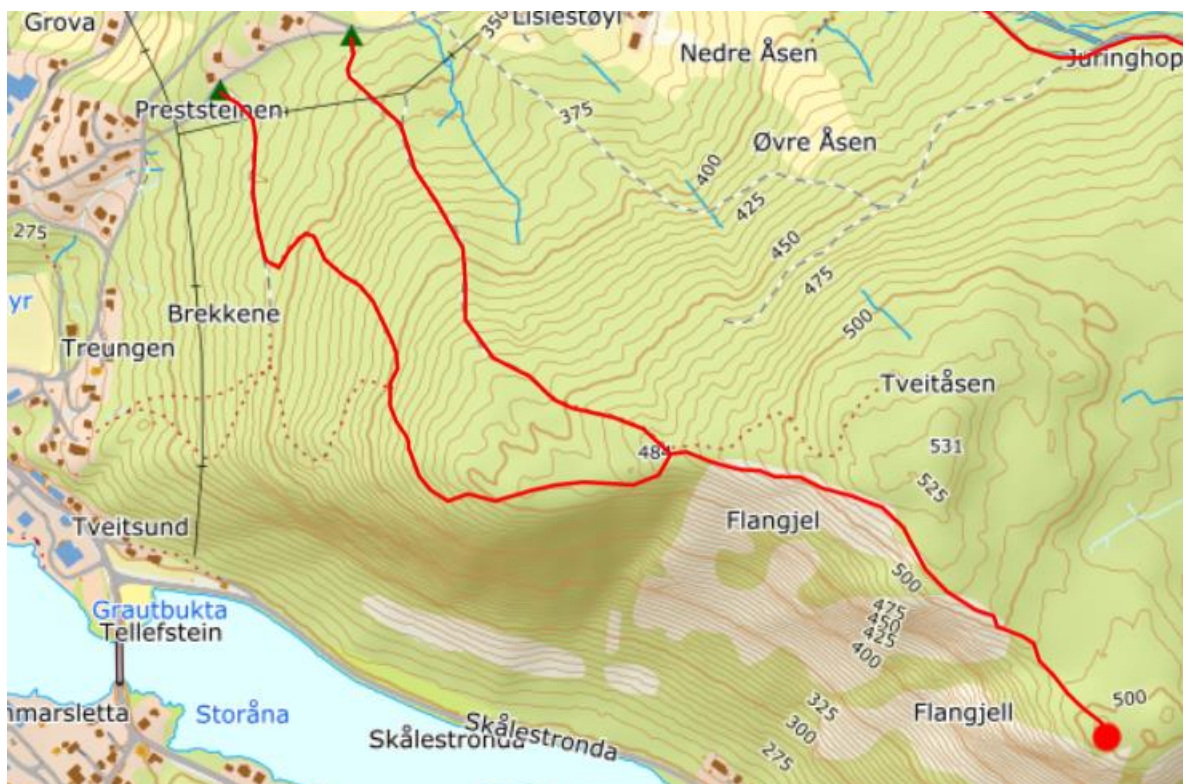 Grova
350
Lislestøyl
Nedre Åsen
Juringhop
Preststeinen
375
Øvre Åsen
400
425
275
450
475
yr
Brekkene
500
Treungen
Tveitåsen
484
531
525
Flangjel
Tveitsund
500
475
450
425
400
Grautbukta
Tellefstein
325
500
nmarsletta
Storåna
Flangjell
300
Skålestronda
Skålestronda
275